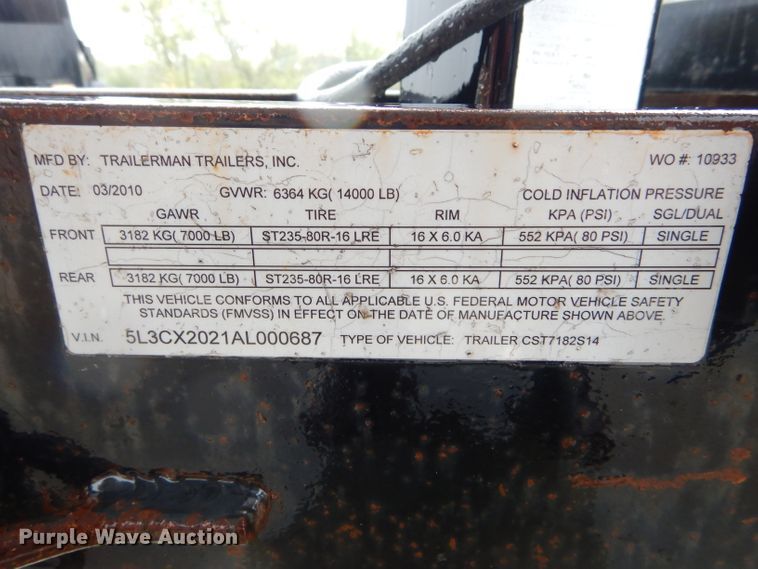 MFD BY: TRAILERMAN TRAILERS, INC. WO #: 10933
DATE: 03/2010 GVWR: 6364 KG( 14000 LB) COLD INFLATION PRESSURE
GAWR TIRE RIM KPA (PSI) SGL/DUAL
FRONT 3182 KG( 7000 LB) ST235-80R-16 LRE 16 X 6.0 KA 552 KPA( 80 PSI) SINGLE
REAR 3182 KG( 7000 LB) ST235-80R-16 LRE 16 X 6.0 KA 552 KPA( 80 PSI) SINGLE
THIS VEHICLE CONFORMS TO ALL APPLICABLE U.S. FEDERAL MOTOR VEHICLE SAFETY
STANDARDS (FMVSS) IN EFFECT ON THE DATE OF MANUFACTURE SHOWN ABOVE.
V.I.N. 5L3CX2021AL000687 TYPE OF VEHICLE: TRAILER CST7182S14
Purple Wave Auction